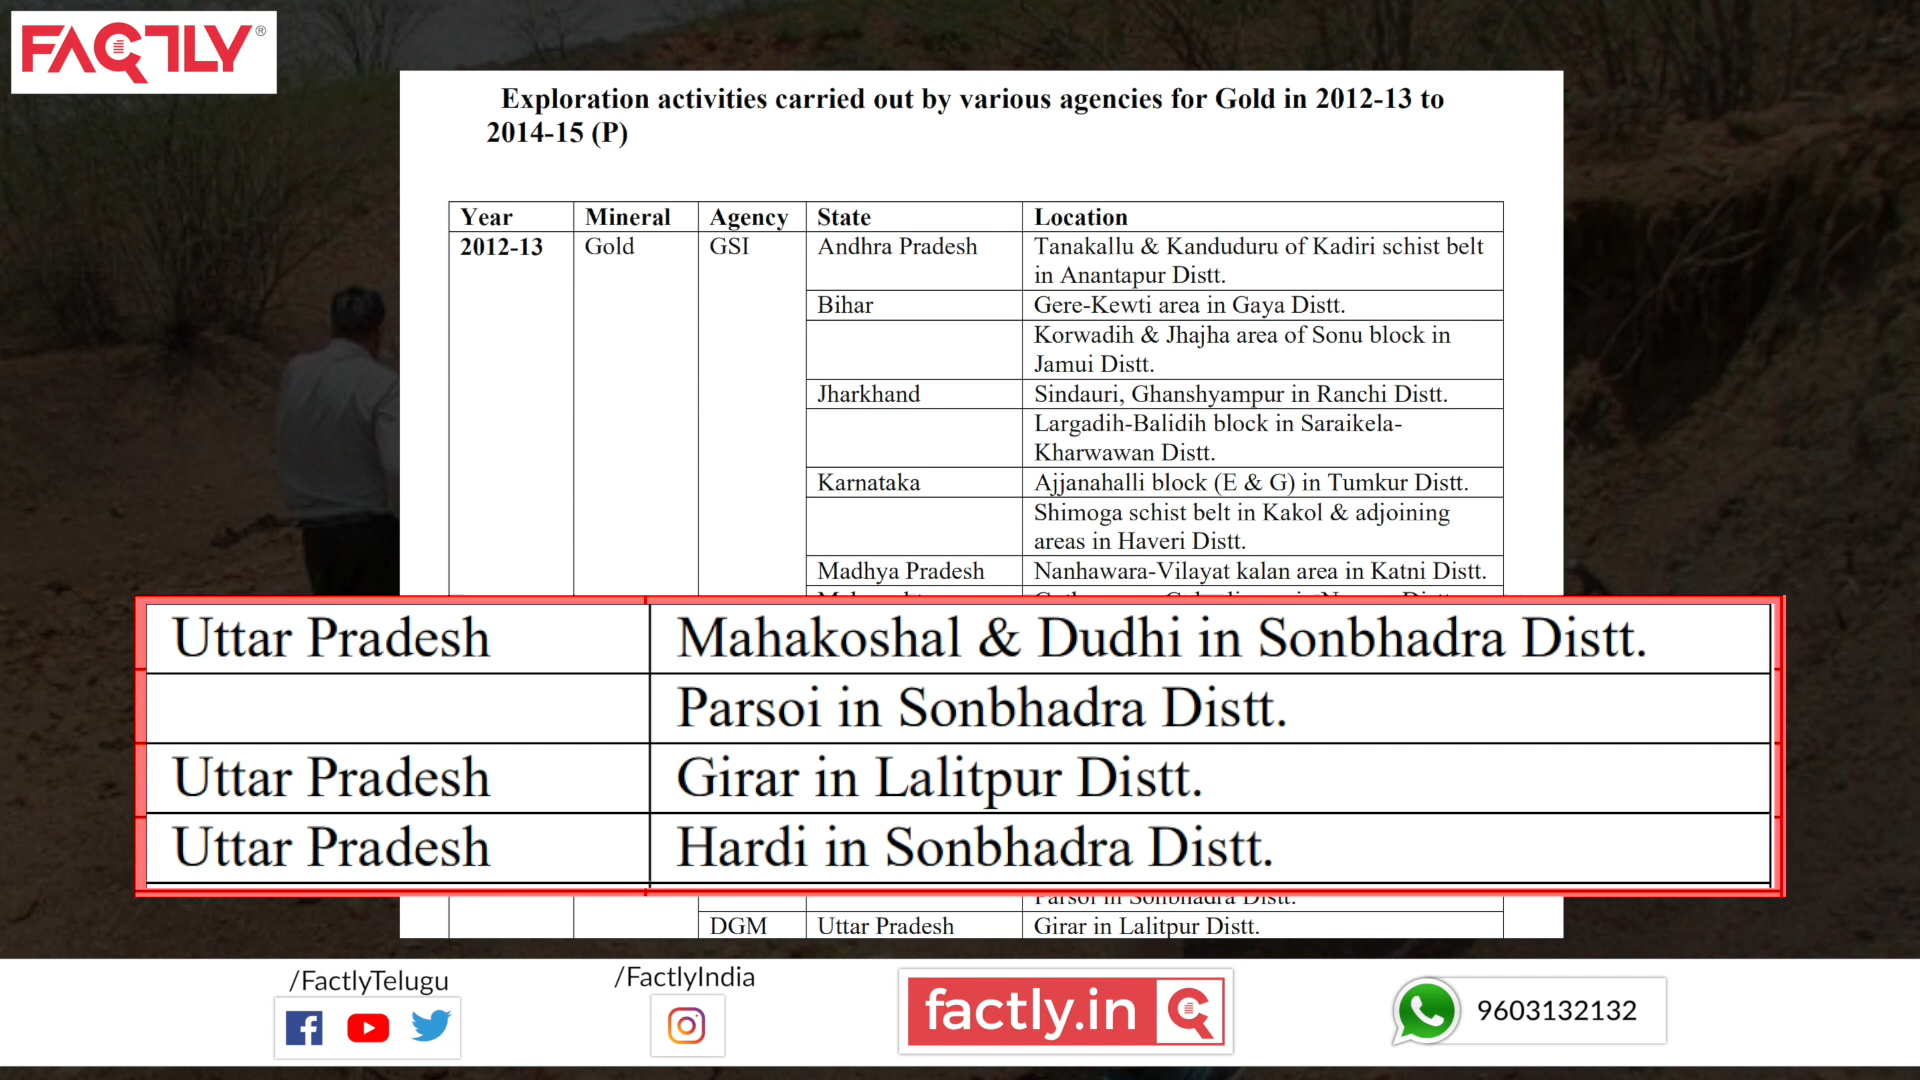 FACTLY®
Exploration activities carried out by various agencies for Gold in 2012-13 to
2014-15 (P)
Year Mineral Agency State Location
2012-13 Gold GSI Andhra Pradesh Tanakallu & Kanduduru of Kadiri schist belt
in Anantapur Distt.
Bihar Gere-Kewti area in Gaya Distt.
Korwadih & Jhajha area of Sonu block in
Jamui Distt.
Jharkhand Sindauri, Ghanshyampur in Ranchi Distt.
Largadih-Balidih block in Saraikela-
Kharwawan Distt.
Karnataka Ajjanahalli block (E & G) in Tumkur Distt.
Shimoga schist belt in Kakol & adjoining
areas in Haveri Distt.
Madhya Pradesh Nanhawara-Vilayat kalan area in Katni Distt.
Uttar Pradesh Mahakoshal & Dudhi in Sonbhadra Distt.
Parsoi in Sonbhadra Distt.
Uttar Pradesh Girar in Lalitpur Distt.
Uttar Pradesh Hardi in Sonbhadra Distt.
Parsoi in Sonbhadra Distt.
DGM Uttar Pradesh Girar in Lalitpur Distt.
/FactlyTelugu /FactlyIndia factly.in 9603132132